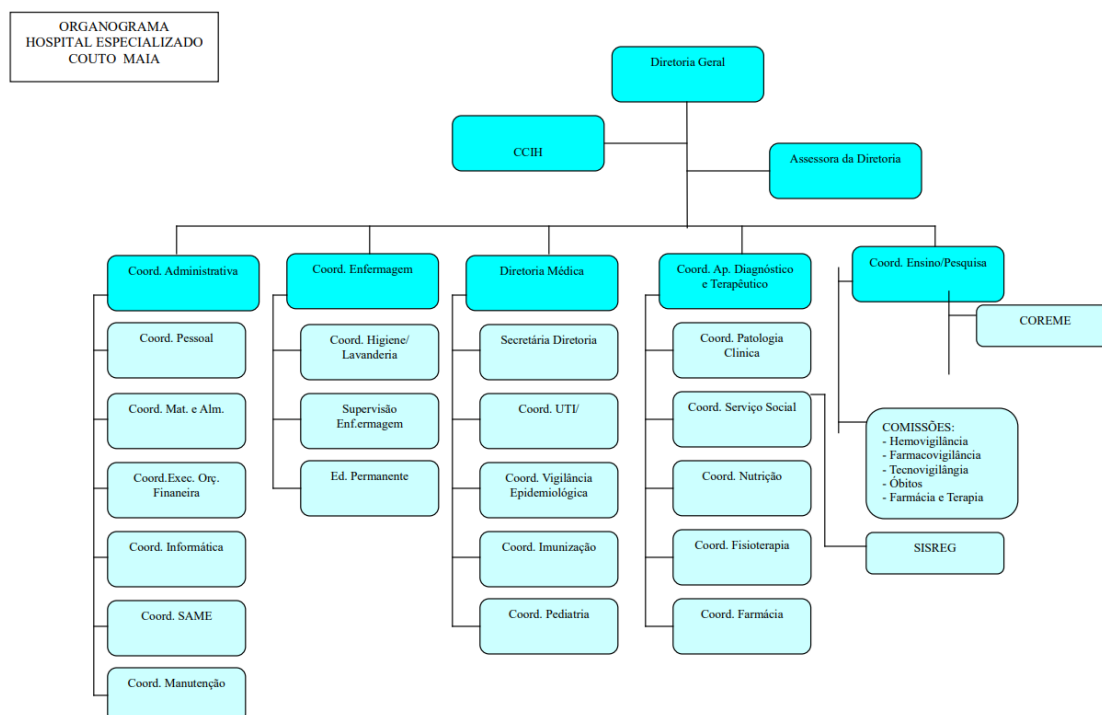 ORGANOGRAMA
HOSPITAL ESPECIALIZADO
COUTO MAIA
Diretoria Geral
CCIH
Assessora da Diretoria
Coord. Administrativa
Coord. Pessoal
Coord. Mat. e Alm.
Coord.Exec. Orç.
Finaneira
Coord. Informática
Coord. SAME
Coord. Manutenção
Coord. Enfermagem
Coord. Higiene/
Lavanderia
Supervisão
Enf.ermagem
Ed. Permanente
Diretoria Médica
Secretária Diretoria
Coord. UTI/
Coord. Vigilância
Epidemiológica
Coord. Imunização
Coord. Pediatria
Coord. Ap. Diagnóstico
e Terapêutico
Coord. Patologia
Clinica
Coord. Serviço Social
Coord. Nutrição
Coord. Fisioterapia
Coord. Farmácia
Coord. Ensino/Pesquisa
COREME
COMISSÕES:
- Hemovigilância
- Farmacovigilância
- Tecnovigilângia
- Óbitos
- Farmácia e Terapia
SISREG